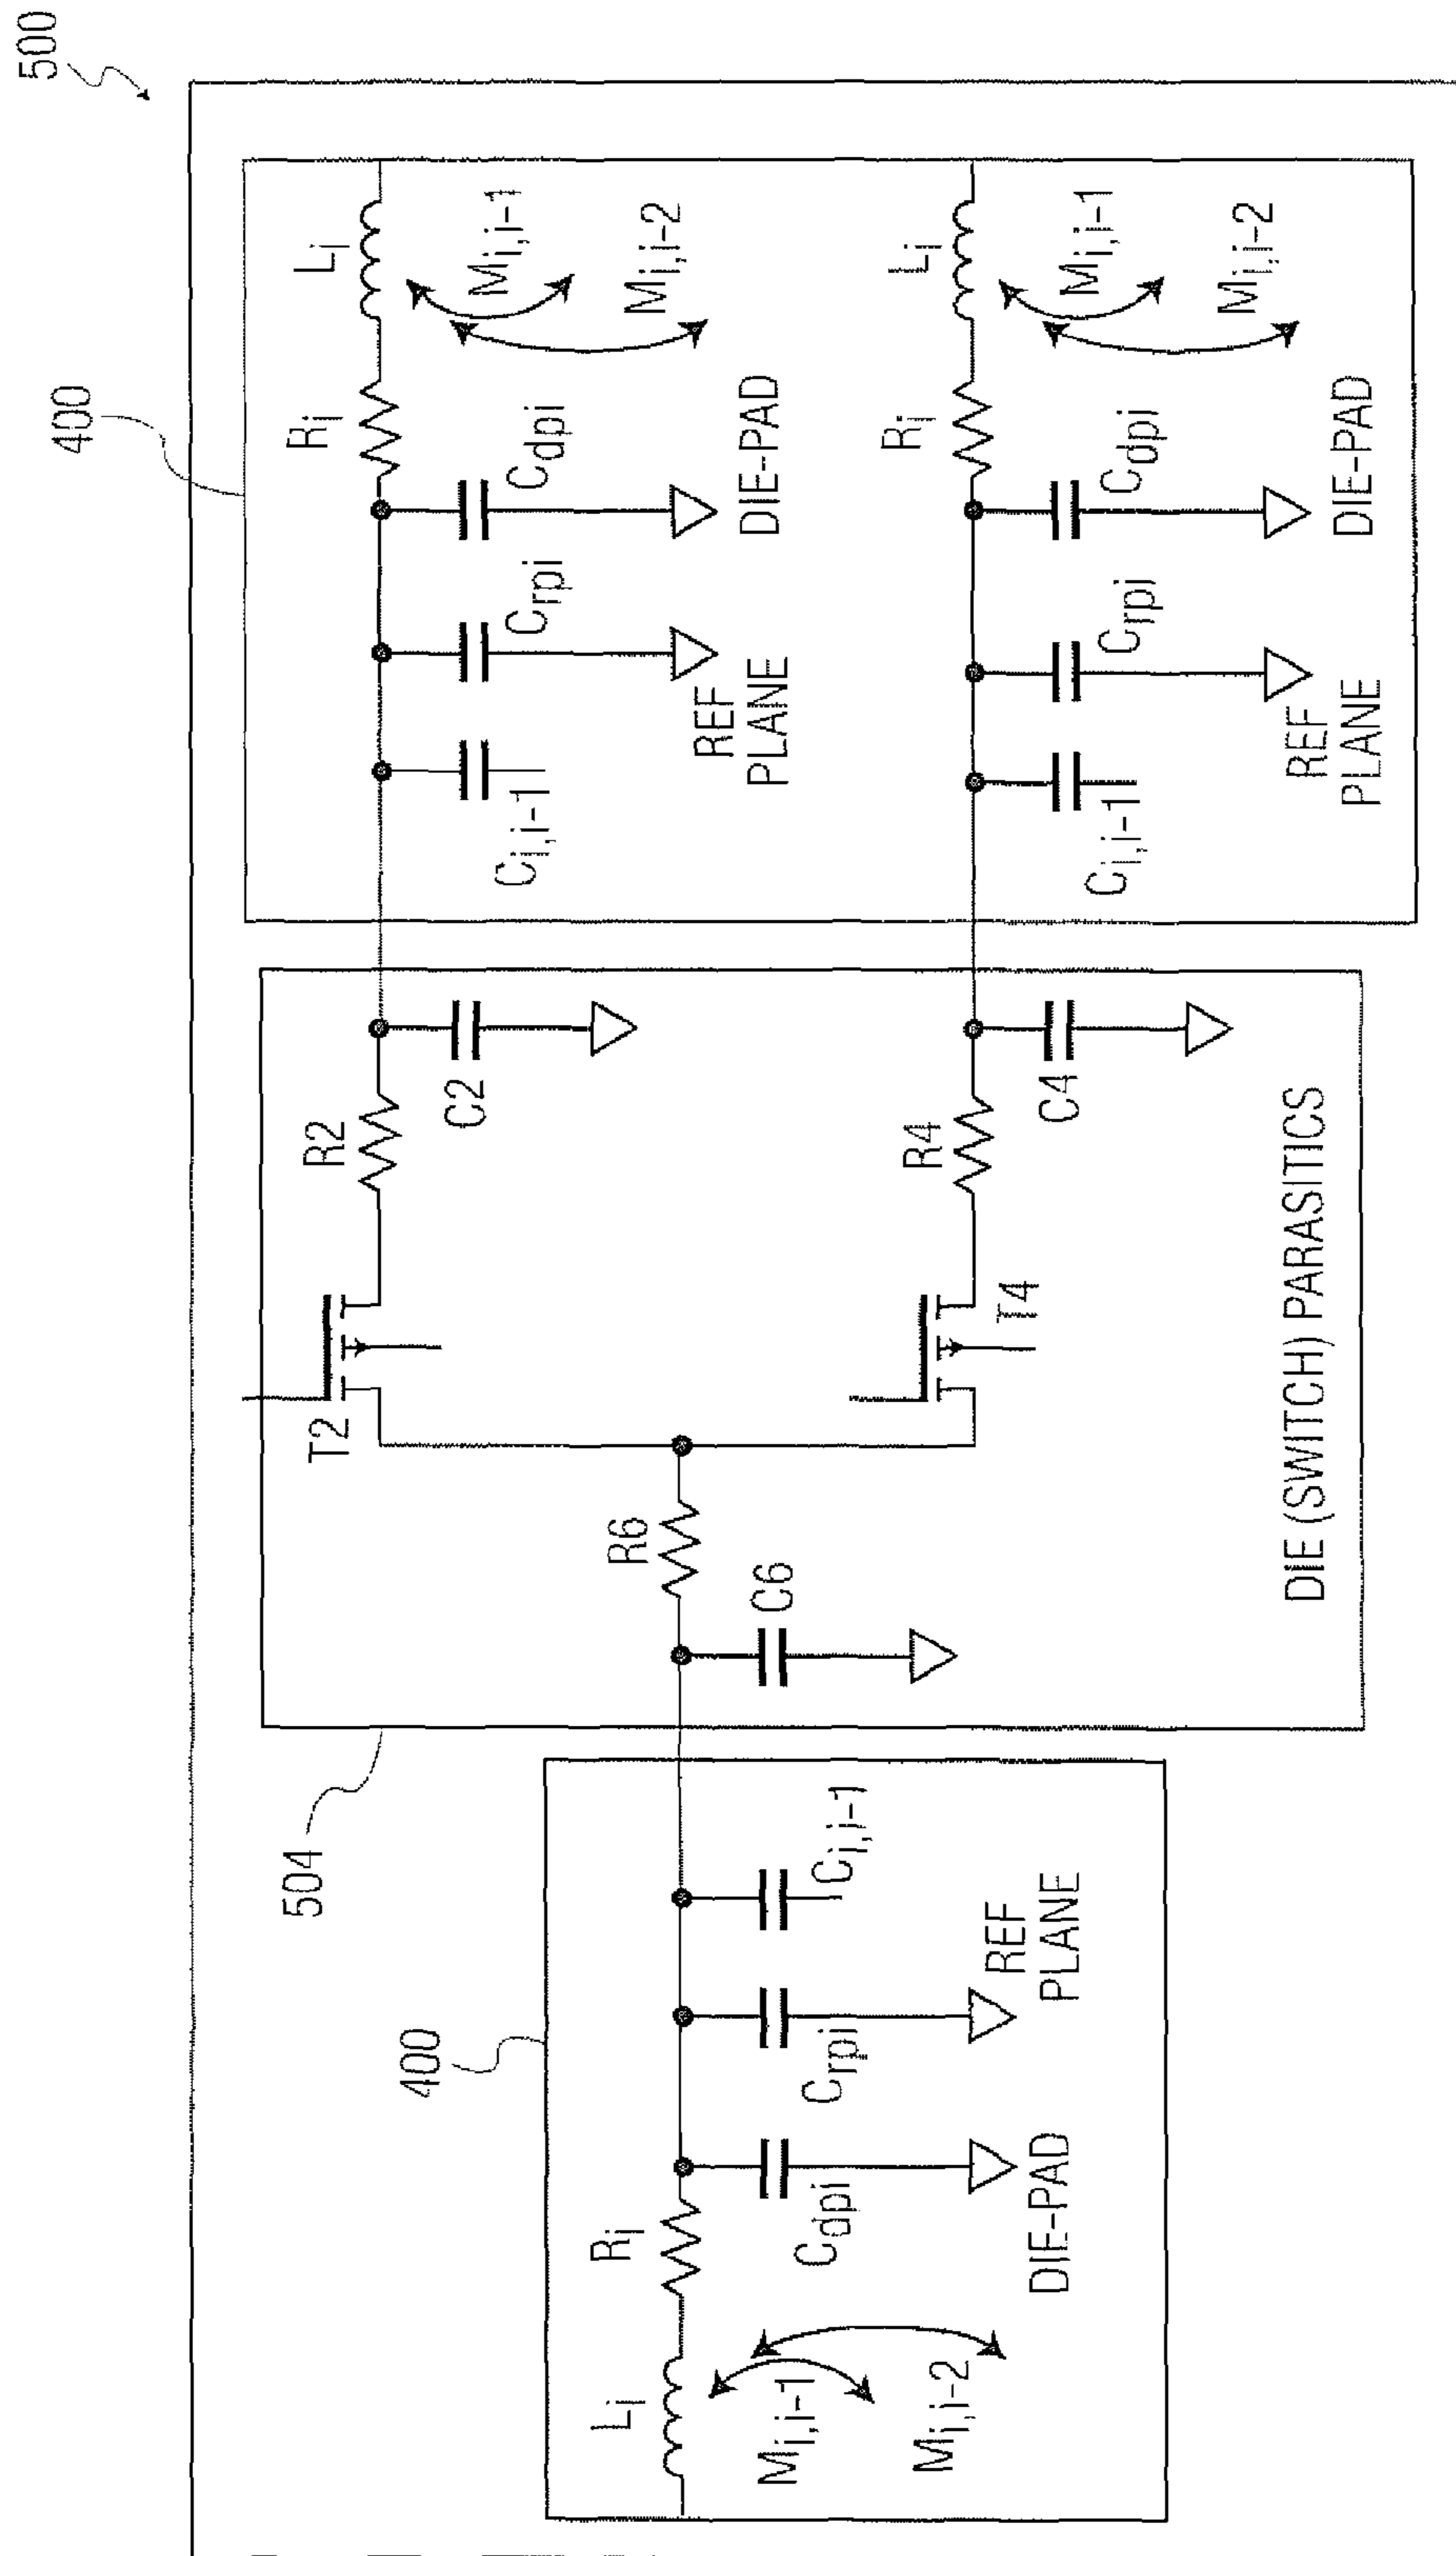 500
400
Li
Mi,i-1
Mi,i-2
Ri
Cdpi
DIE-PAD
Crpi
REF
PLANE
Ci,i-1
Li
Mi,i-1
Mi,i-2
Ri
Cdpi
DIE-PAD
Crpi
REF
PLANE
Ci,i-1
504
T2
R2
C2
T4
R4
C4
R6
C6
DIE (SWITCH) PARASITICS
400
Li
Mi,i-1
Mi,i-2
Ri
Cdpi
DIE-PAD
Crpi
REF
PLANE
Ci,i-1